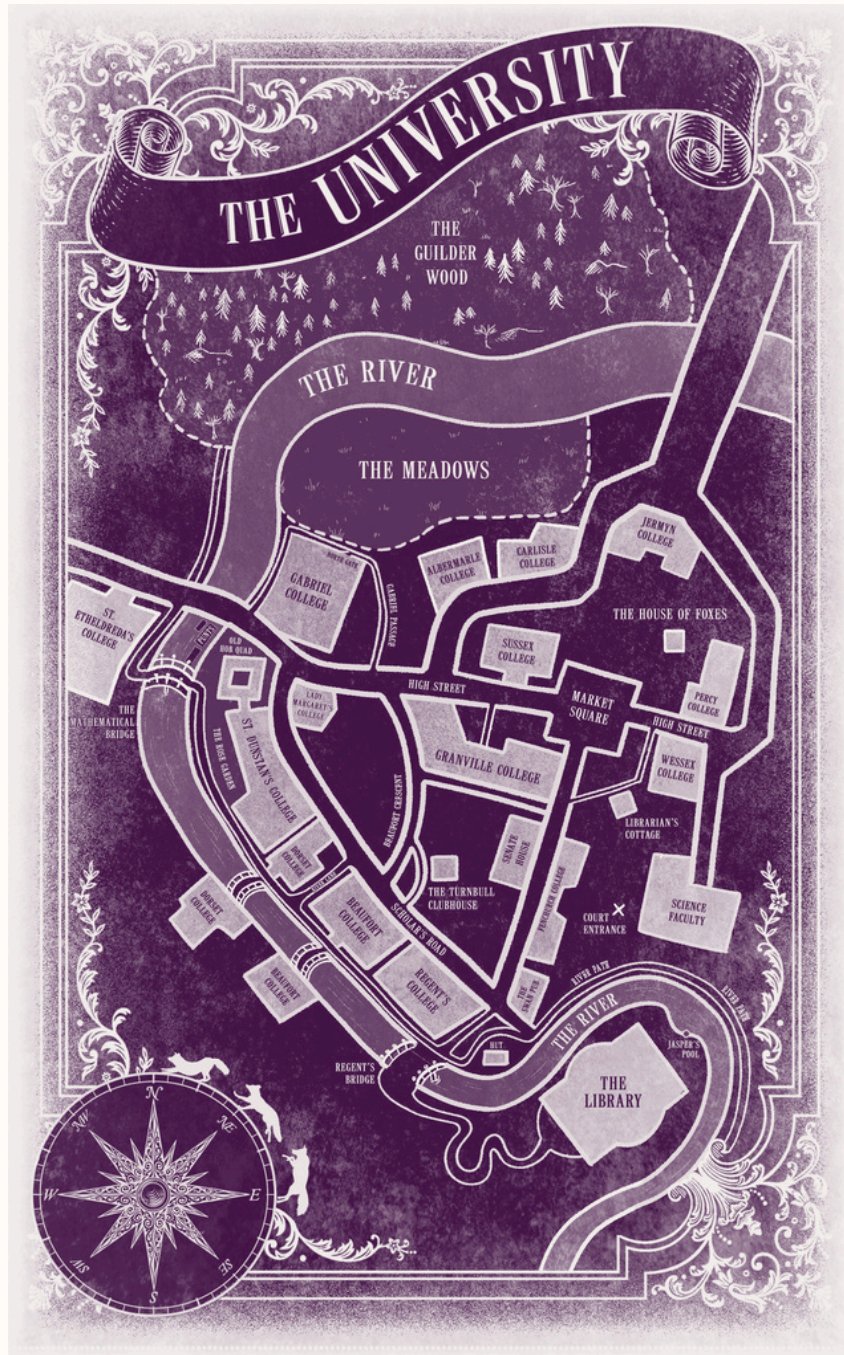 THE UNIVERSITY
THE
GUILDER
WOOD
THE RIVER
THE MEADOWS
JERMYN
COLLEGE
CARLISLE
COLLEGE
ALBERMARLE
COLLEGE
NORTH GATE
GABRIEL
COLLEGE
GABRIEL PASSAGE
THE HOUSE OF FOXES
ST.
ETHELDREDA'S
COLLEGE
PUNTS
OLD
HOB QUAD
SUSSEX
COLLEGE
HIGH STREET
MARKET
SQUARE
PERCY
COLLEGE
HIGH STREET
LADY
MARGARET'S
COLLEGE
THE
MATHEMATICAL
BRIDGE
THE ROSE GARDEN
ST. DUNSTAN'S COLLEGE
GRANVILLE COLLEGE
WESSEX
COLLEGE
BEAUFORT CRESCENT
LIBRARIAN'S
COTTAGE
SENATE
HOUSE
DORSET
COLLEGE
THE TURNBULL
CLUBHOUSE
FENCHURCH COLLEGE
SCIENCE
FACULTY
COURT
ENTRANCE
DORSET
COLLEGE
BEAUFORT
COLLEGE
SCHOLAR'S ROAD
BEAUFORT
COLLEGE
REGENT'S
COLLEGE
THE
SWAN PUB
RIVER PATH
RIVER PATH
THE RIVER
HUT
JASPER'S
POOL
REGENT'S
BRIDGE
THE
LIBRARY
N
NW
NE
W
E
SW
SE
S